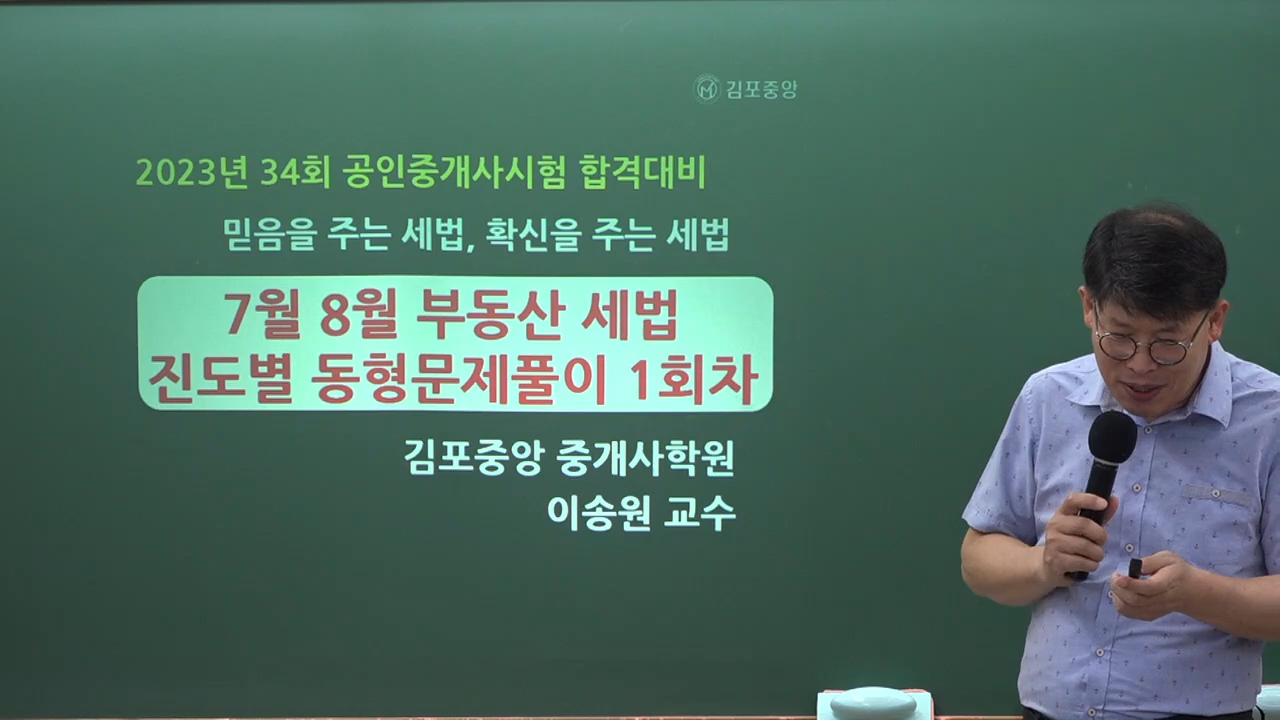 김포중앙
2023년 34회 공인중개사시험 합격대비
믿음을 주는 세법, 확신을 주는 세법
7월 8월 부동산 세법
진도별 동형문제풀이 1회차
김포중앙 중개사학원
이송원 교수